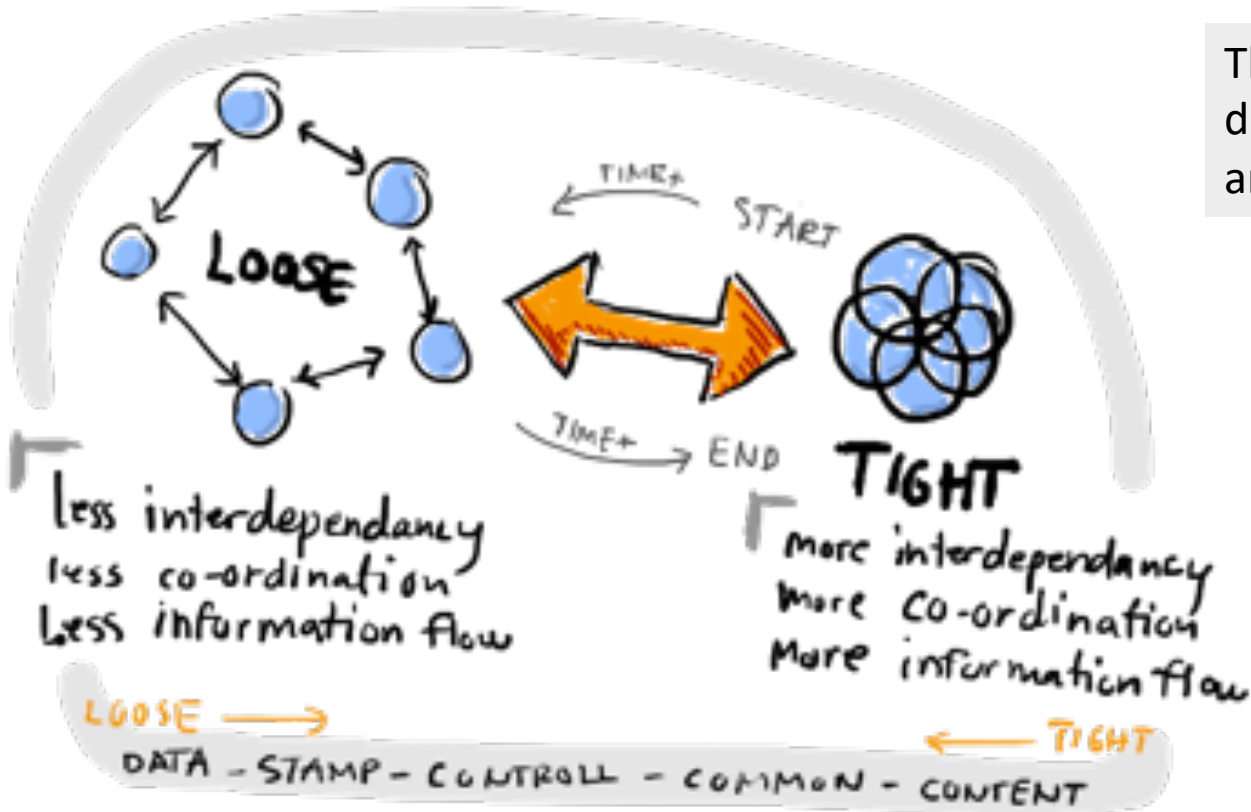 TIME+
START
LOOSE
TIME+
END
TIGHT
less interdependancy
less co-ordination
Less information flow
more interdependancy
more co-ordination
more information flow
LOOSE
TIGHT
DATA - STAMP - CONTROLL - COMMON - CONTENT